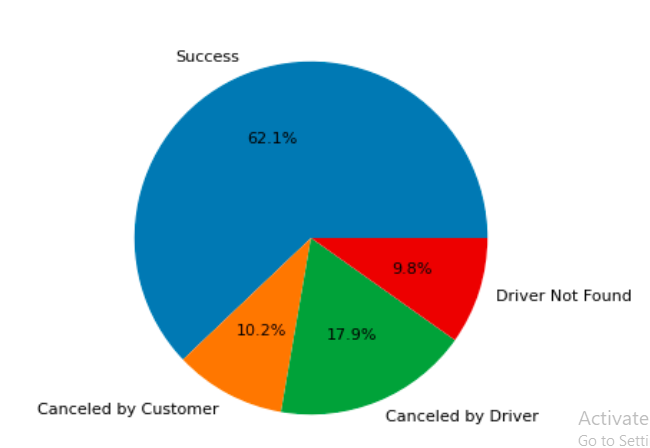 Success
62.1%
9.8%
Driver Not Found
10.2%
17.9%
Canceled by Customer
Canceled by Driver
Activate
Go to Setti